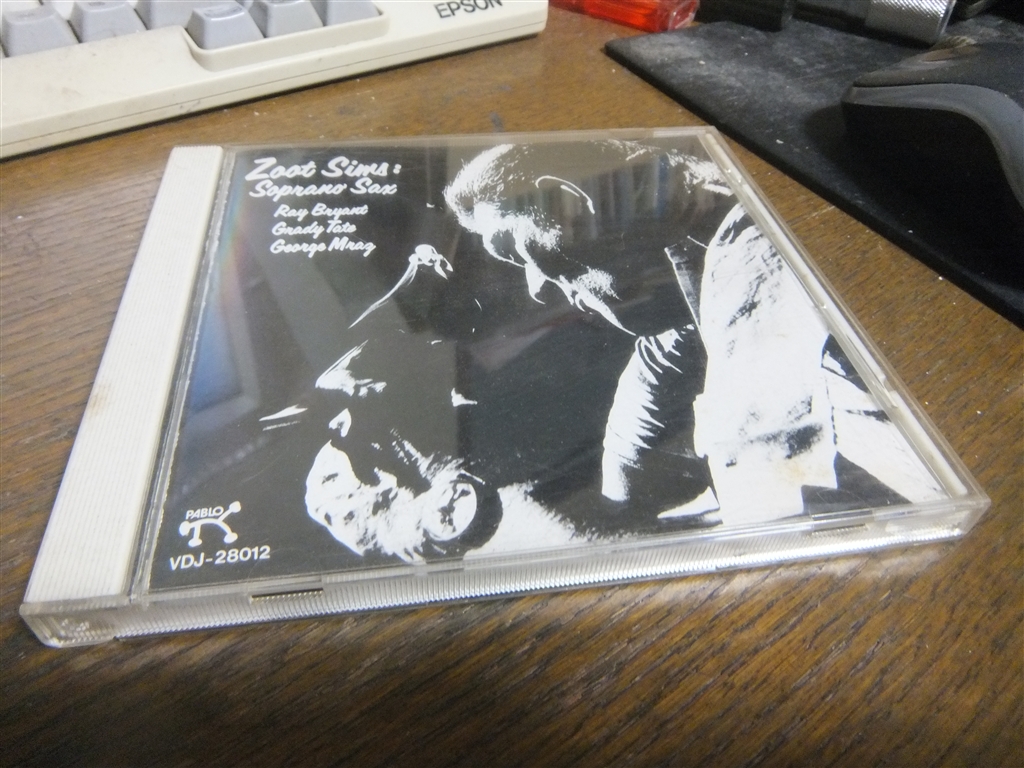 EPSON
Zoot Sims:
Soprano Sax
Ray Bryant
Grady Tate
George Mraz
PABLO
VDJ-28012